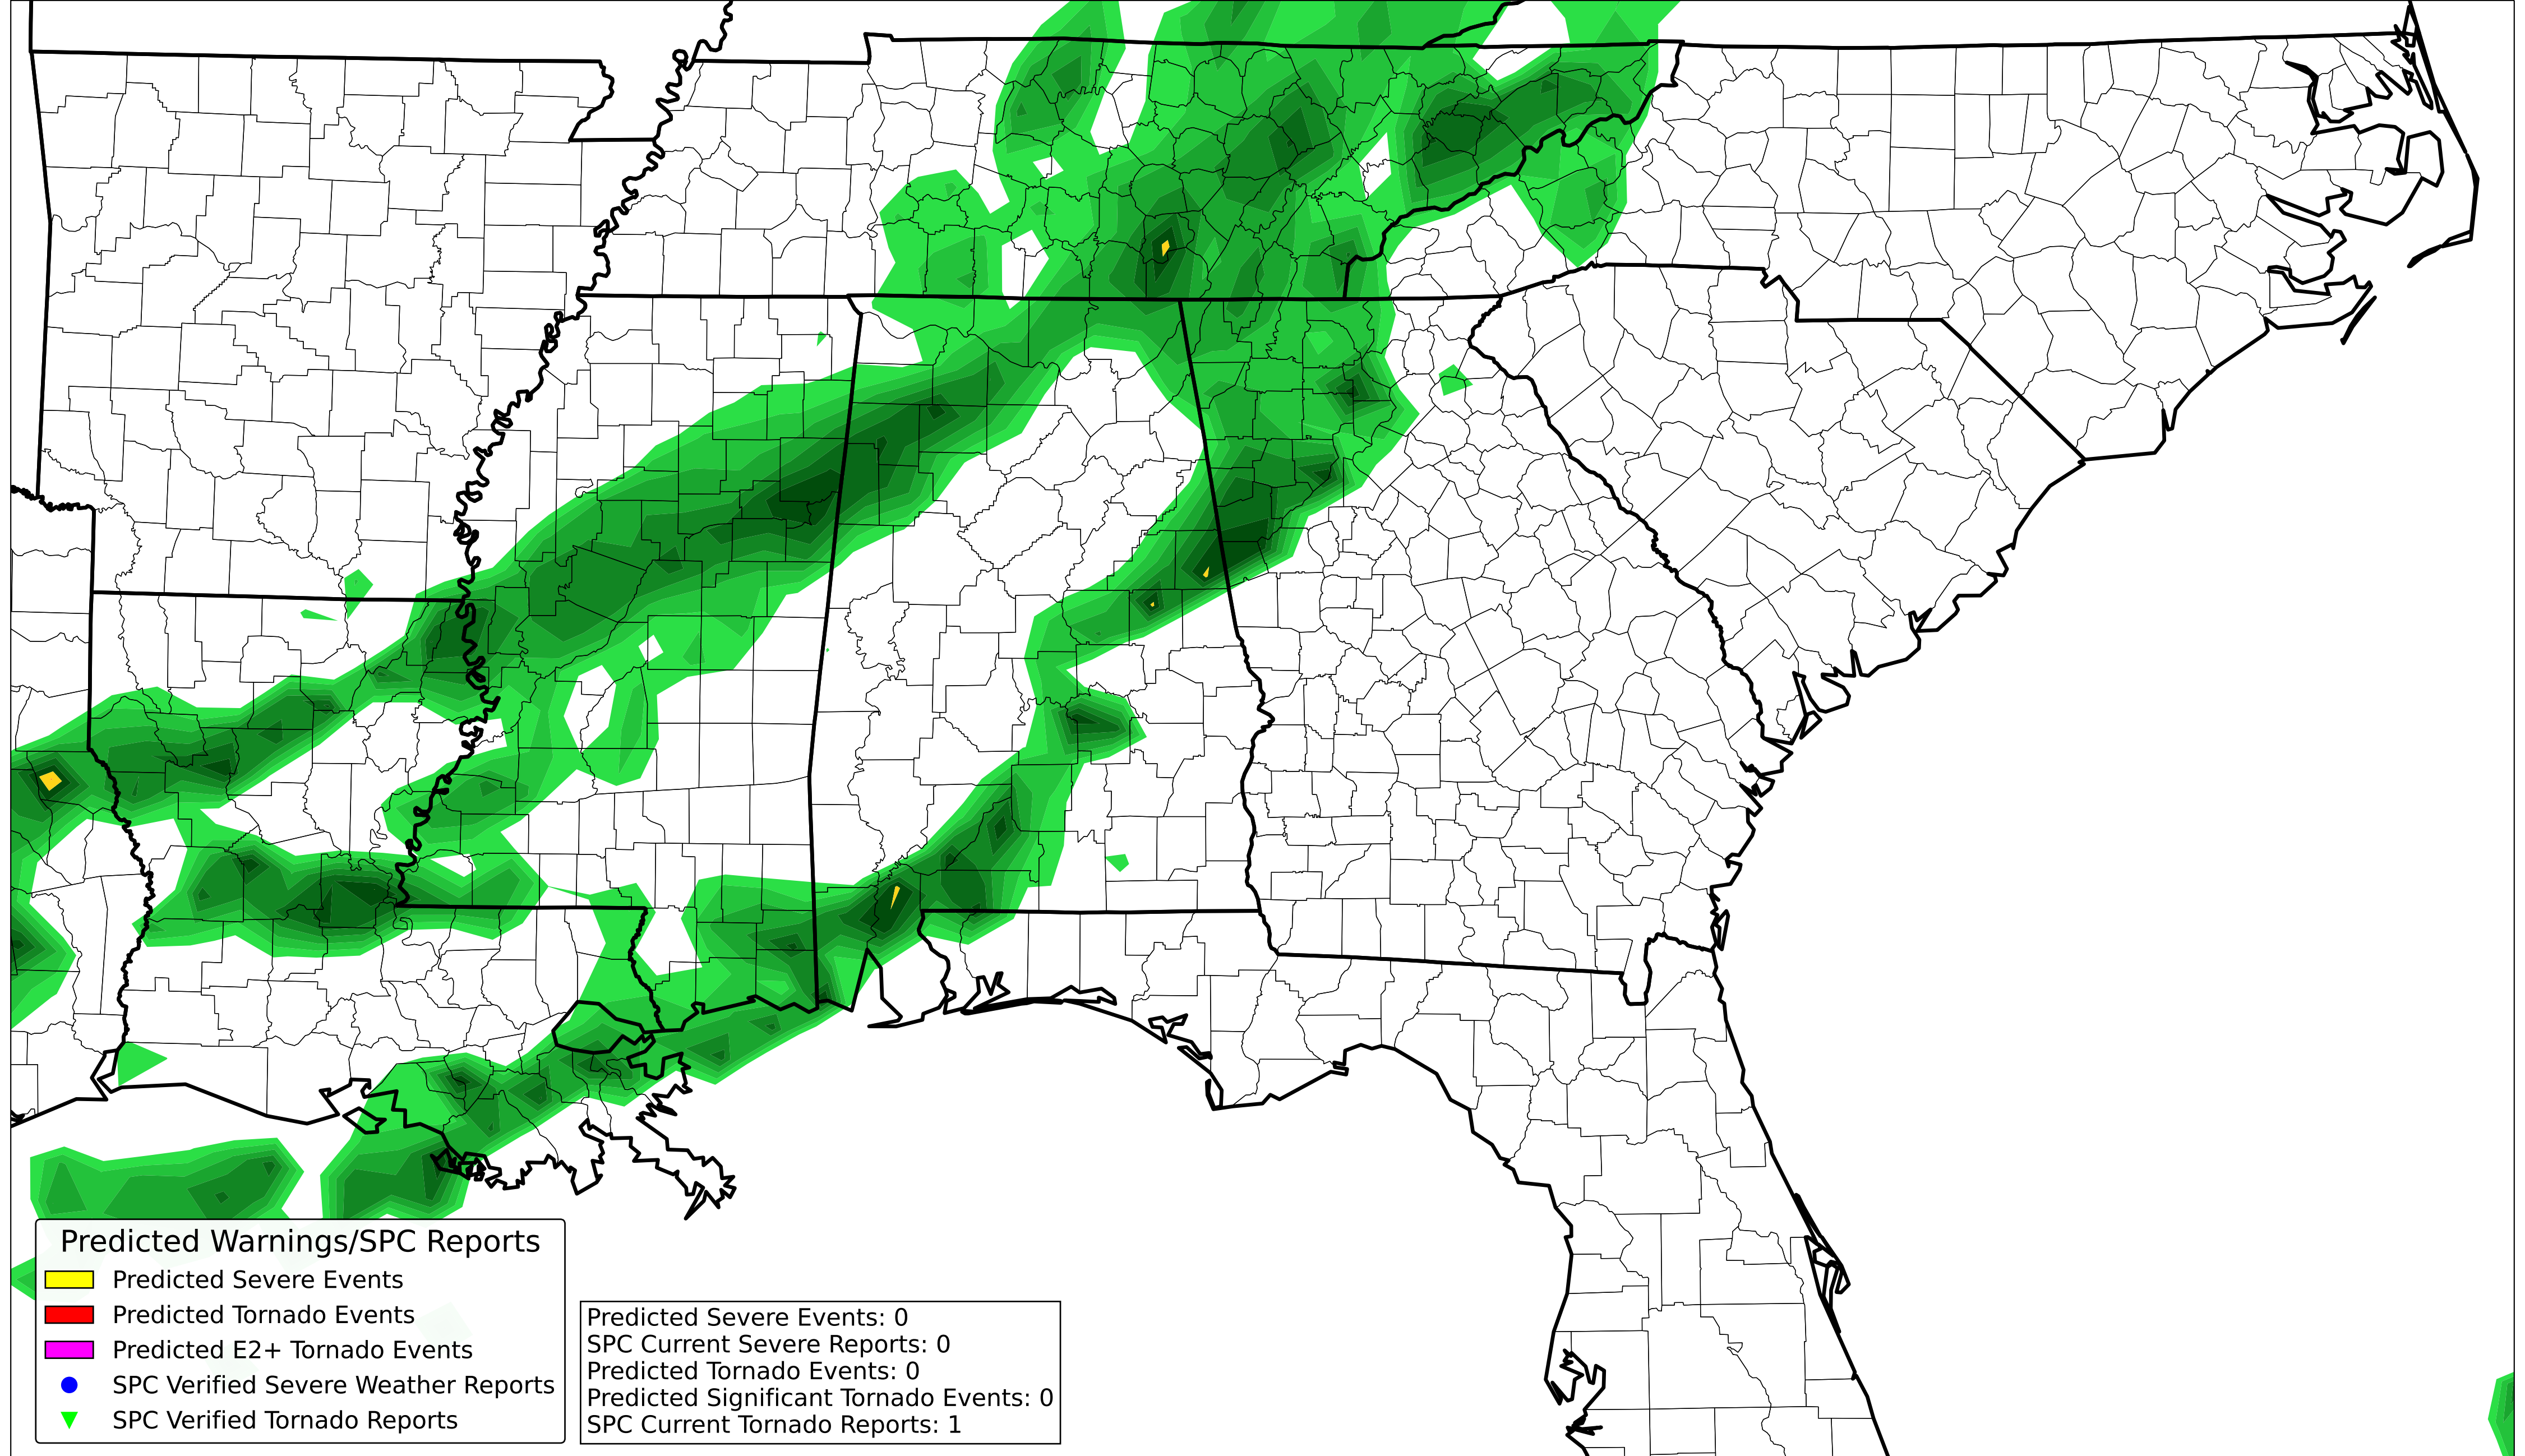 Predicted Warnings/SPC Reports
Predicted Severe Events
Predicted Tornado Events
Predicted E2+ Tornado Events
SPC Verified Severe Weather Reports
SPC Verified Tornado Reports
Predicted Severe Events: 0
SPC Current Severe Reports: 0
Predicted Tornado Events: 0
Predicted Significant Tornado Events: 0
SPC Current Tornado Reports: 1